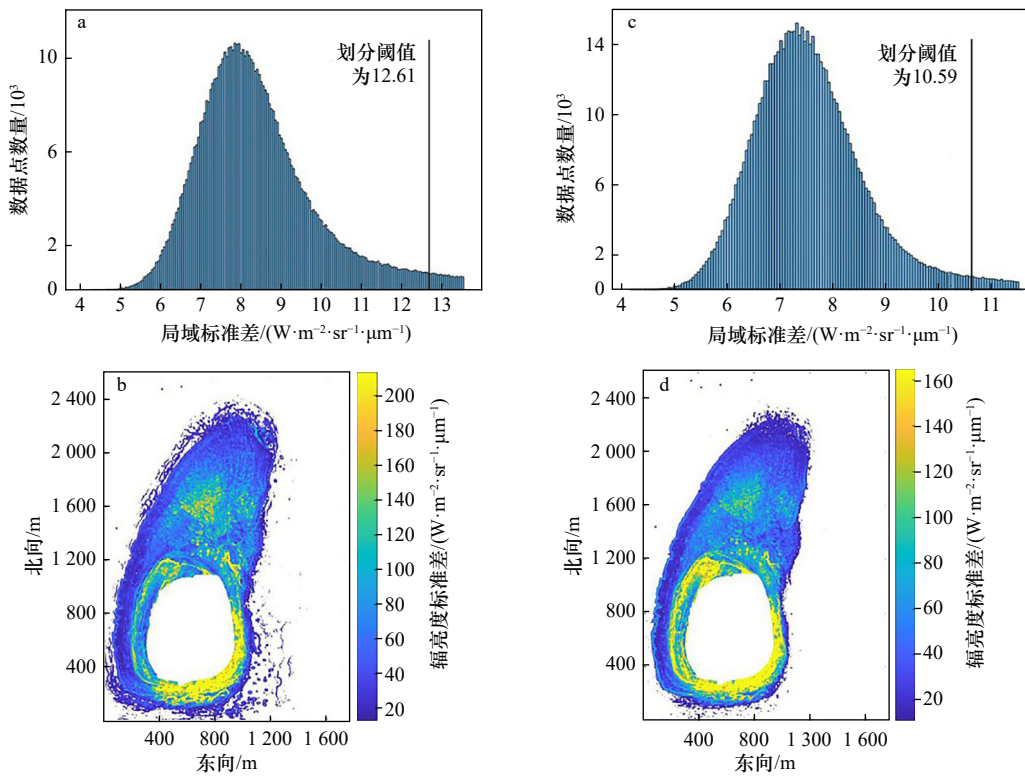 a
划分阈值
为12.61
数据点数量/10³
10
6
2
0
4 5 6 7 8 9 10 11 12 13
局域标准差/(W·m⁻²·sr⁻¹·μm⁻¹)
c
划分阈值
为10.59
数据点数量/10³
14
10
6
2
0
4 5 6 7 8 9 10 11
局域标准差/(W·m⁻²·sr⁻¹·μm⁻¹)
b
北向/m
2 400
2 000
1 600
1 200
800
400
400 800 1 200 1 600
东向/m
200
180
160
140
120
100
80
60
40
20
辐亮度标准差/(W·m⁻²·sr⁻¹·μm⁻¹)
d
北向/m
2 400
2 000
1 600
1 200
800
400
400 800 1 300 1 600
东向/m
160
140
120
100
80
60
40
20
辐亮度标准差/(W·m⁻²·sr⁻¹·μm⁻¹)